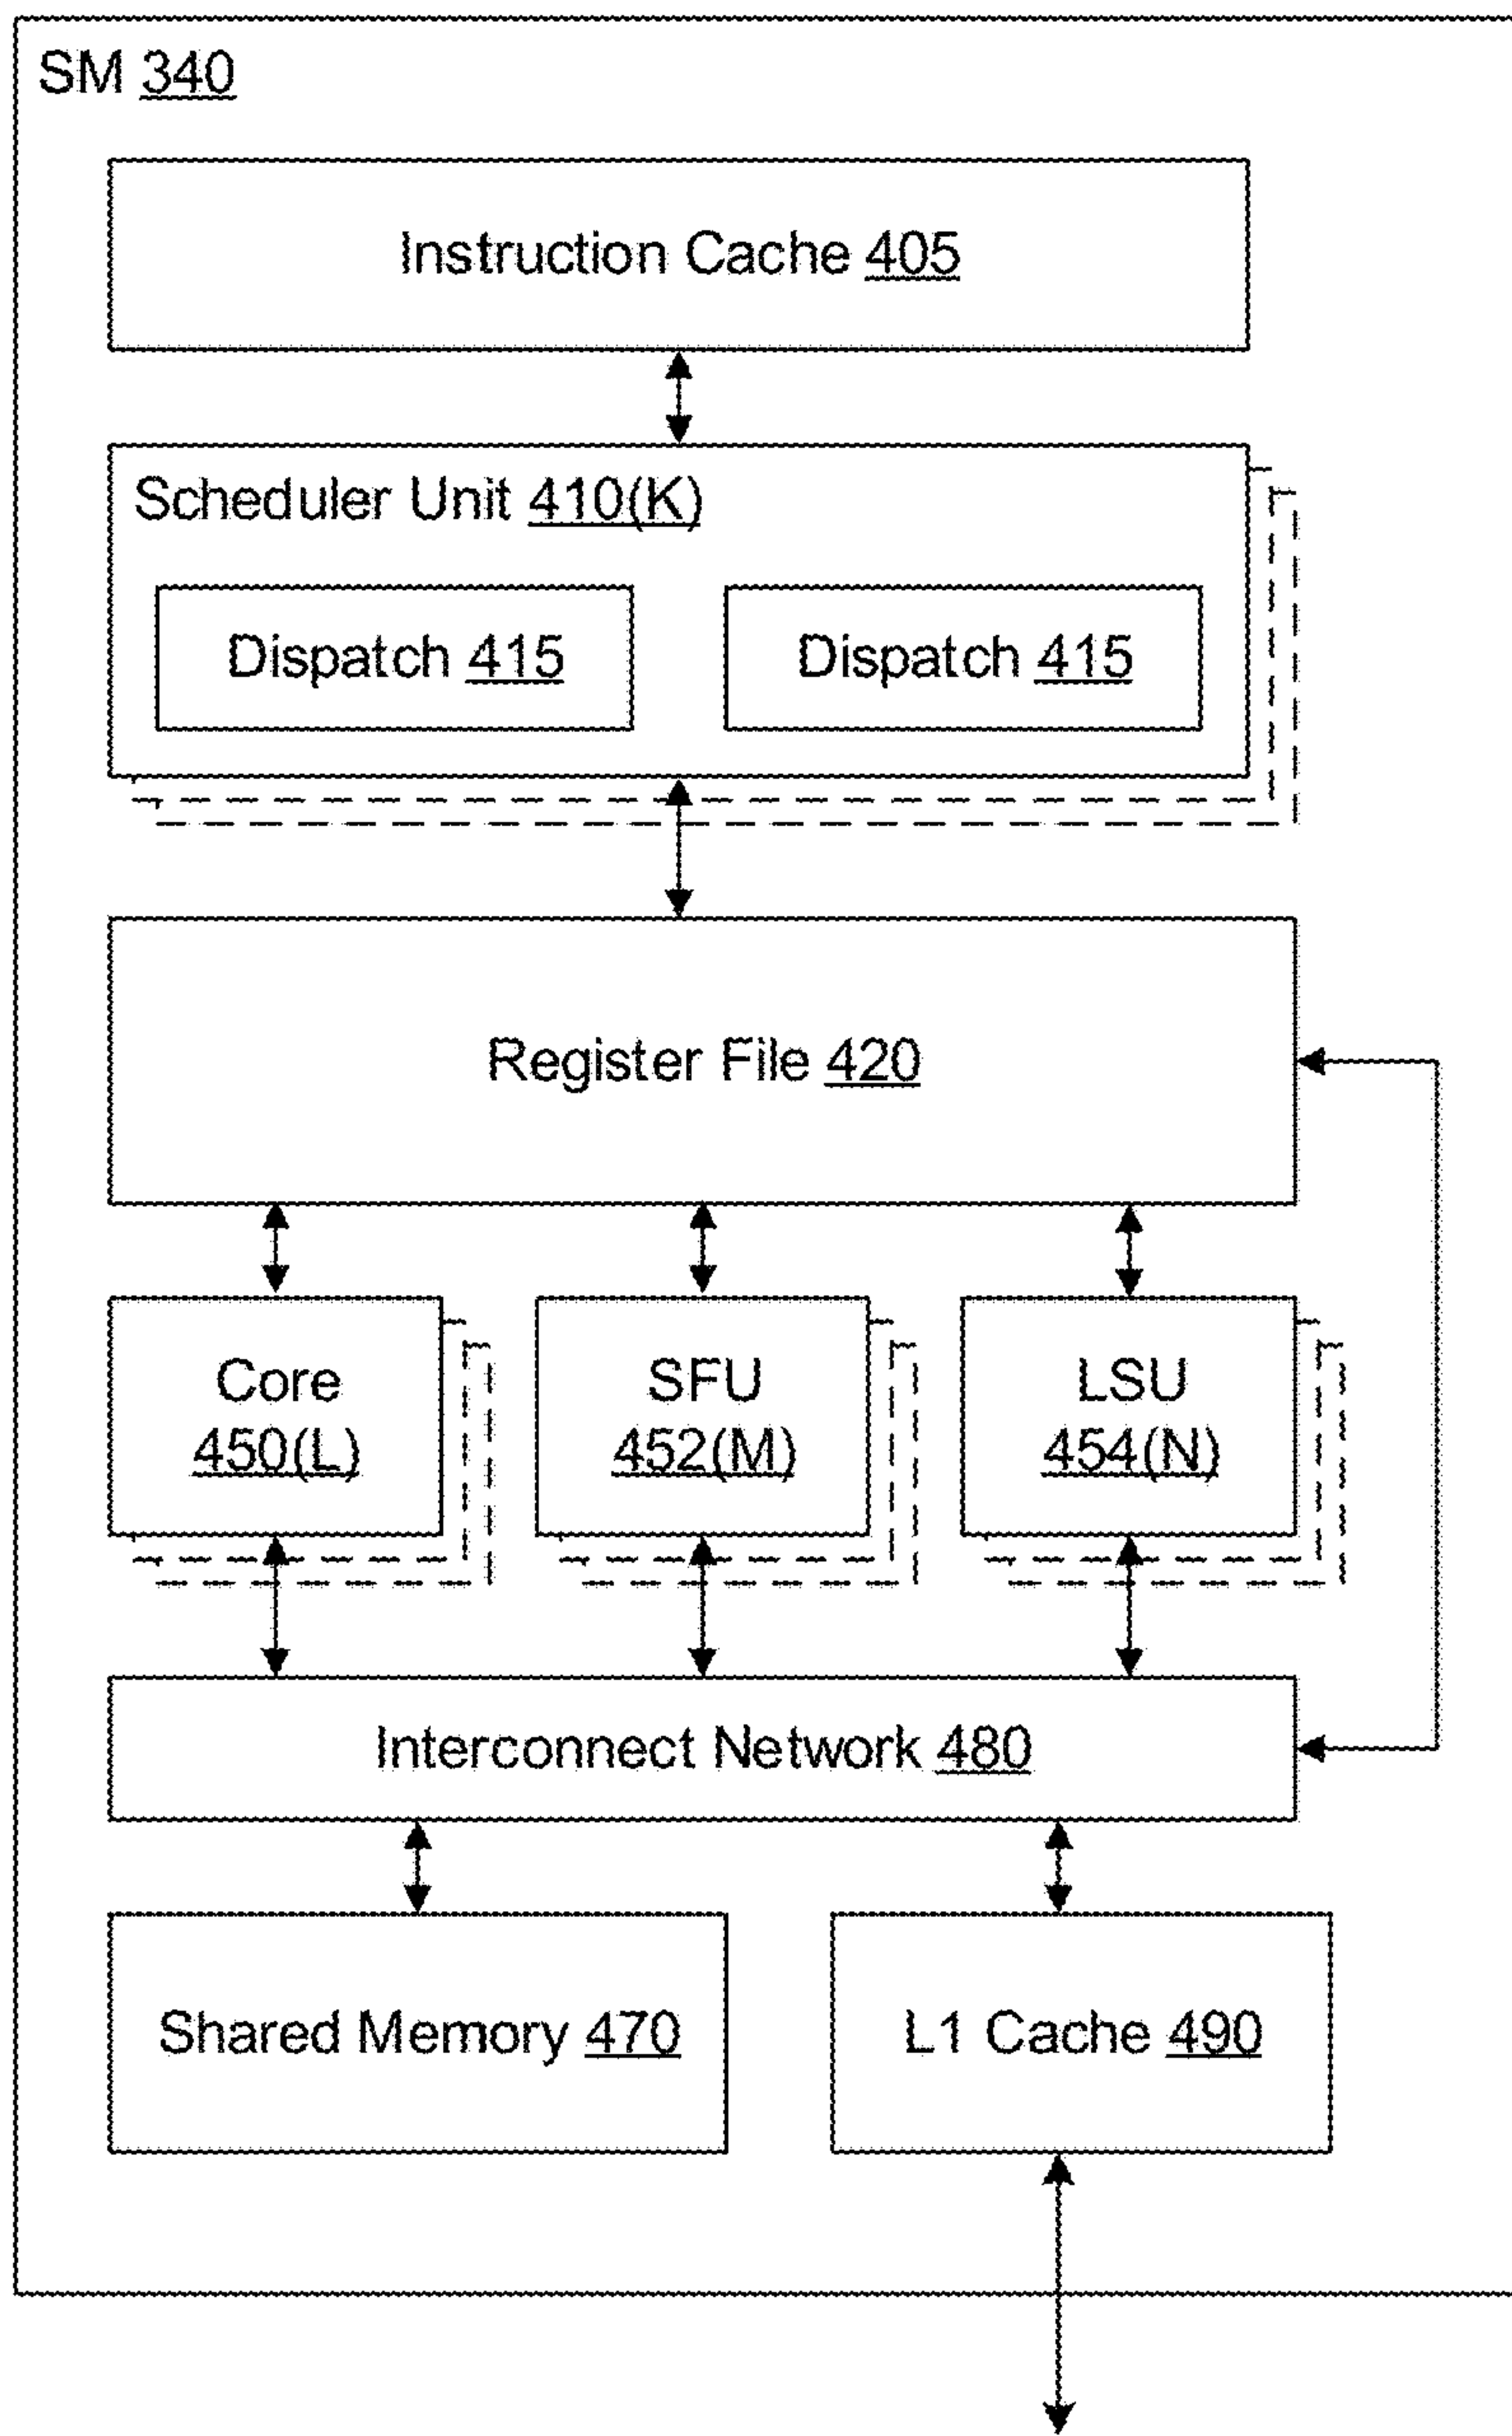 SM 340
Instruction Cache 405
Scheduler Unit 410(K)
Dispatch 415
Dispatch 415
Register File 420
Core
450(L)
SFU
452(M)
LSU
454(N)
Interconnect Network 480
Shared Memory 470
L1 Cache 490